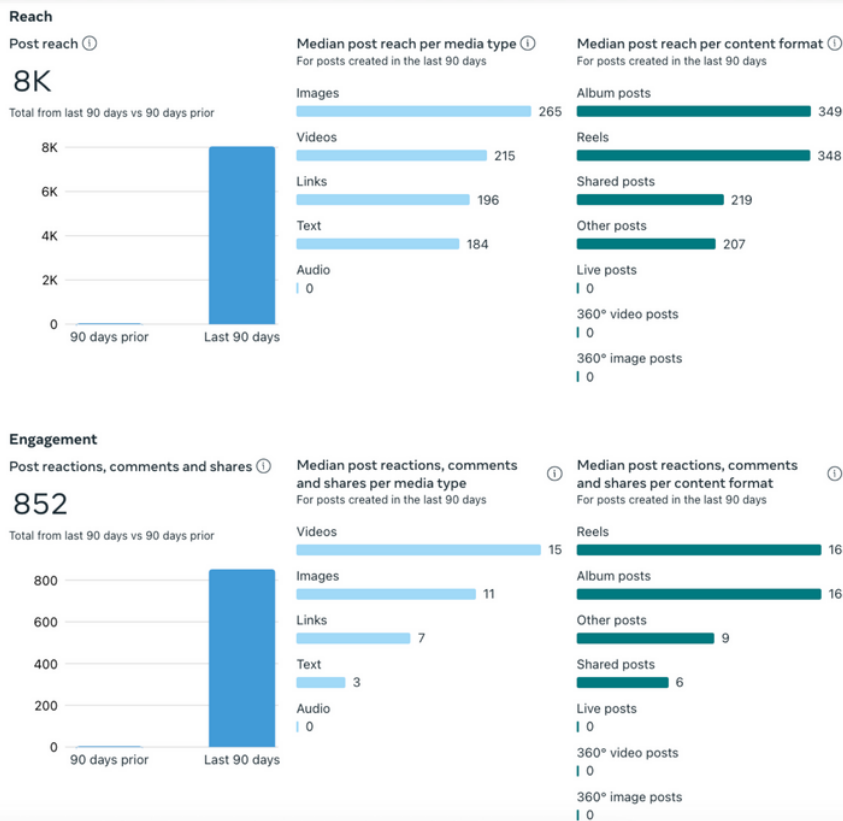 Reach
Post reach
8K
Total from last 90 days vs 90 days prior
8K
6K
4K
2K
0
90 days prior
Last 90 days
Median post reach per media type
For posts created in the last 90 days
Images
265
Videos
215
Links
196
Text
184
Audio
0
Median post reach per content format
For posts created in the last 90 days
Album posts
349
Reels
348
Shared posts
219
Other posts
207
Live posts
0
360° video posts
0
360° image posts
0
Engagement
Post reactions, comments and shares
852
Total from last 90 days vs 90 days prior
800
600
400
200
0
90 days prior
Last 90 days
Median post reactions, comments
and shares per media type
For posts created in the last 90 days
Videos
15
Images
11
Links
7
Text
3
Audio
0
Median post reactions, comments
and shares per content format
For posts created in the last 90 days
Reels
16
Album posts
16
Other posts
9
Shared posts
6
Live posts
0
360° video posts
0
360° image posts
0